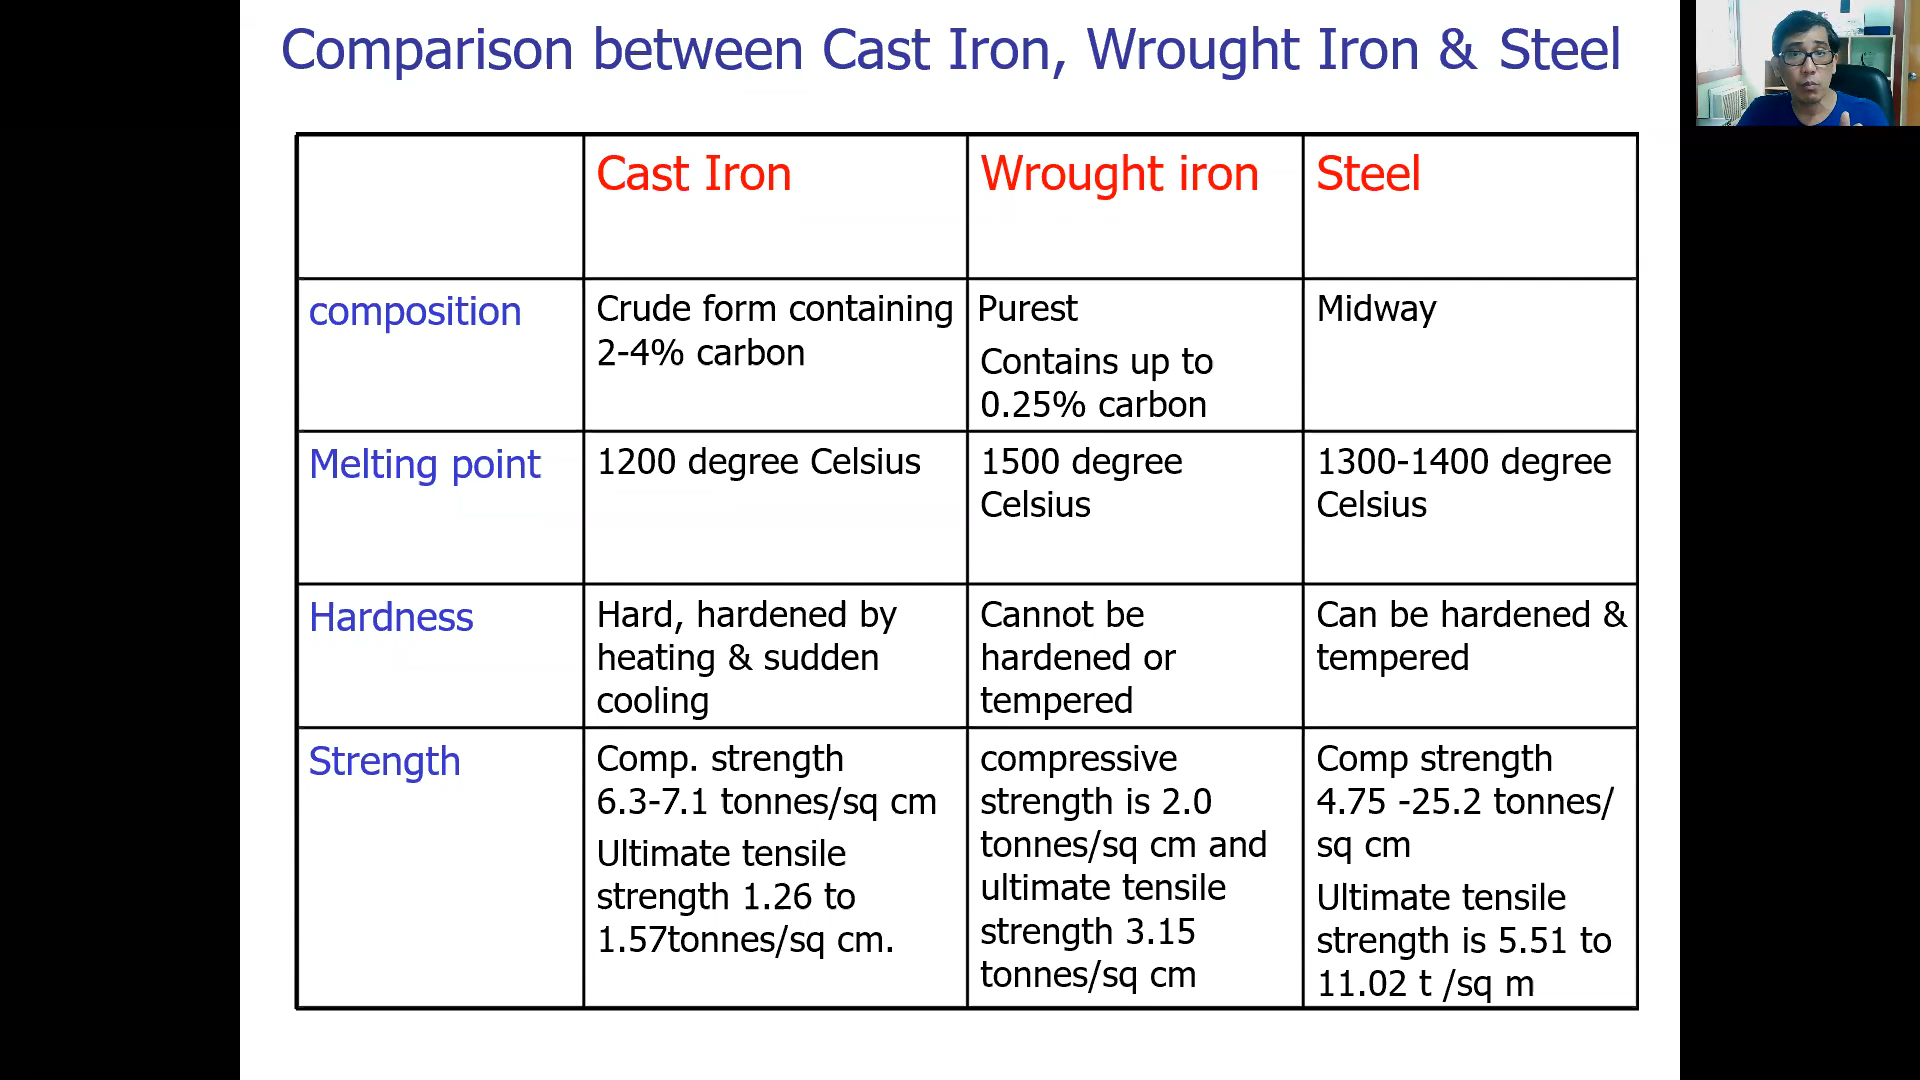 Comparison between Cast Iron, Wrought Iron & Steel
Cast Iron
Wrought iron
Steel
composition
Crude form containing
2-4% carbon
Purest
Contains up to
0.25% carbon
Midway
Melting point
1200 degree Celsius
1500 degree
Celsius
1300-1400 degree
Celsius
Hardness
Hard, hardened by
heating & sudden
cooling
Cannot be
hardened or
tempered
Can be hardened &
tempered
Strength
Comp. strength
6.3-7.1 tonnes/sq cm
Ultimate tensile
strength 1.26 to
1.57tonnes/sq cm.
compressive
strength is 2.0
tonnes/sq cm and
ultimate tensile
strength 3.15
tonnes/sq cm
Comp strength
4.75 -25.2 tonnes/
sq cm
Ultimate tensile
strength is 5.51 to
11.02 t /sq m